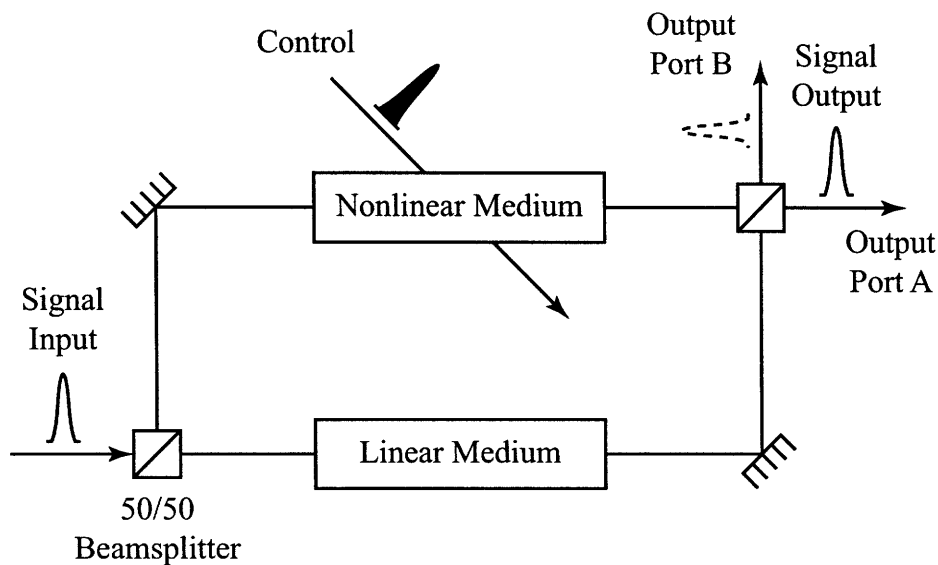 Control
Output
Port B
Signal
Output
Nonlinear Medium
Output
Port A
Signal
Input
Linear Medium
50/50
Beamsplitter